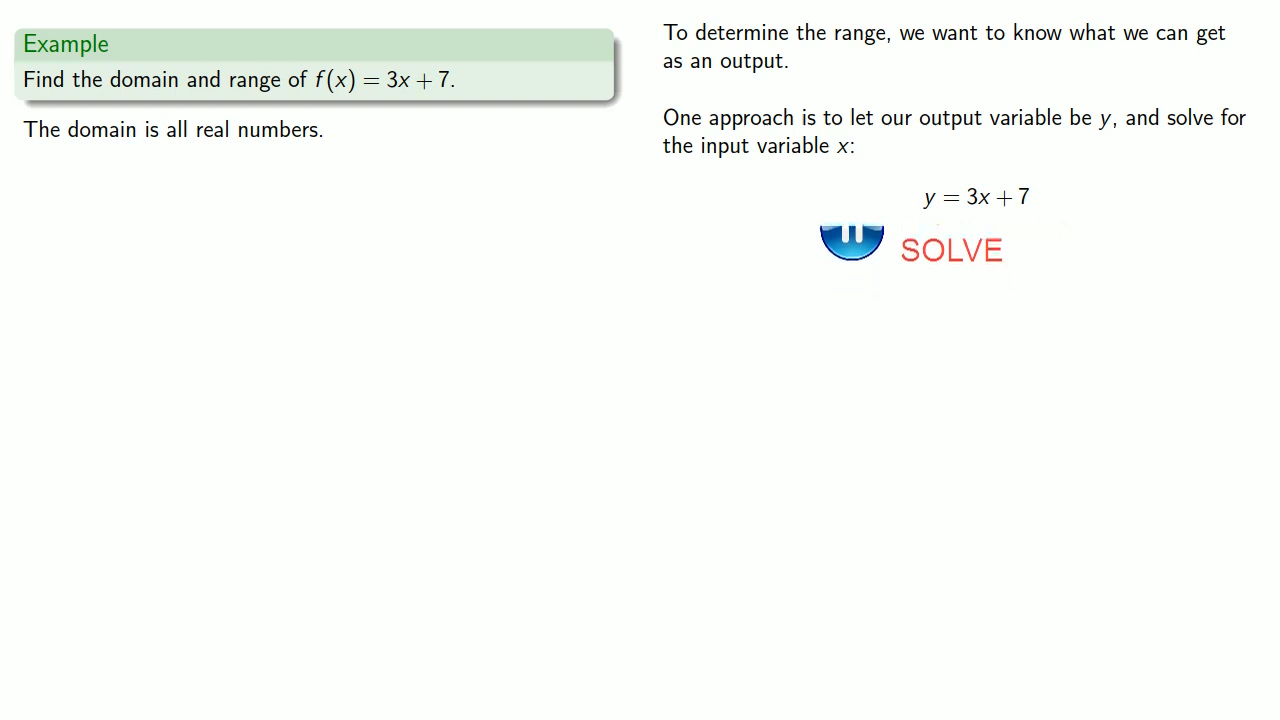 Example
Find the domain and range of f(x) = 3x + 7.
The domain is all real numbers.
To determine the range, we want to know what we can get
as an output.
One approach is to let our output variable be y, and solve for
the input variable x:
y = 3x + 7
SOLVE